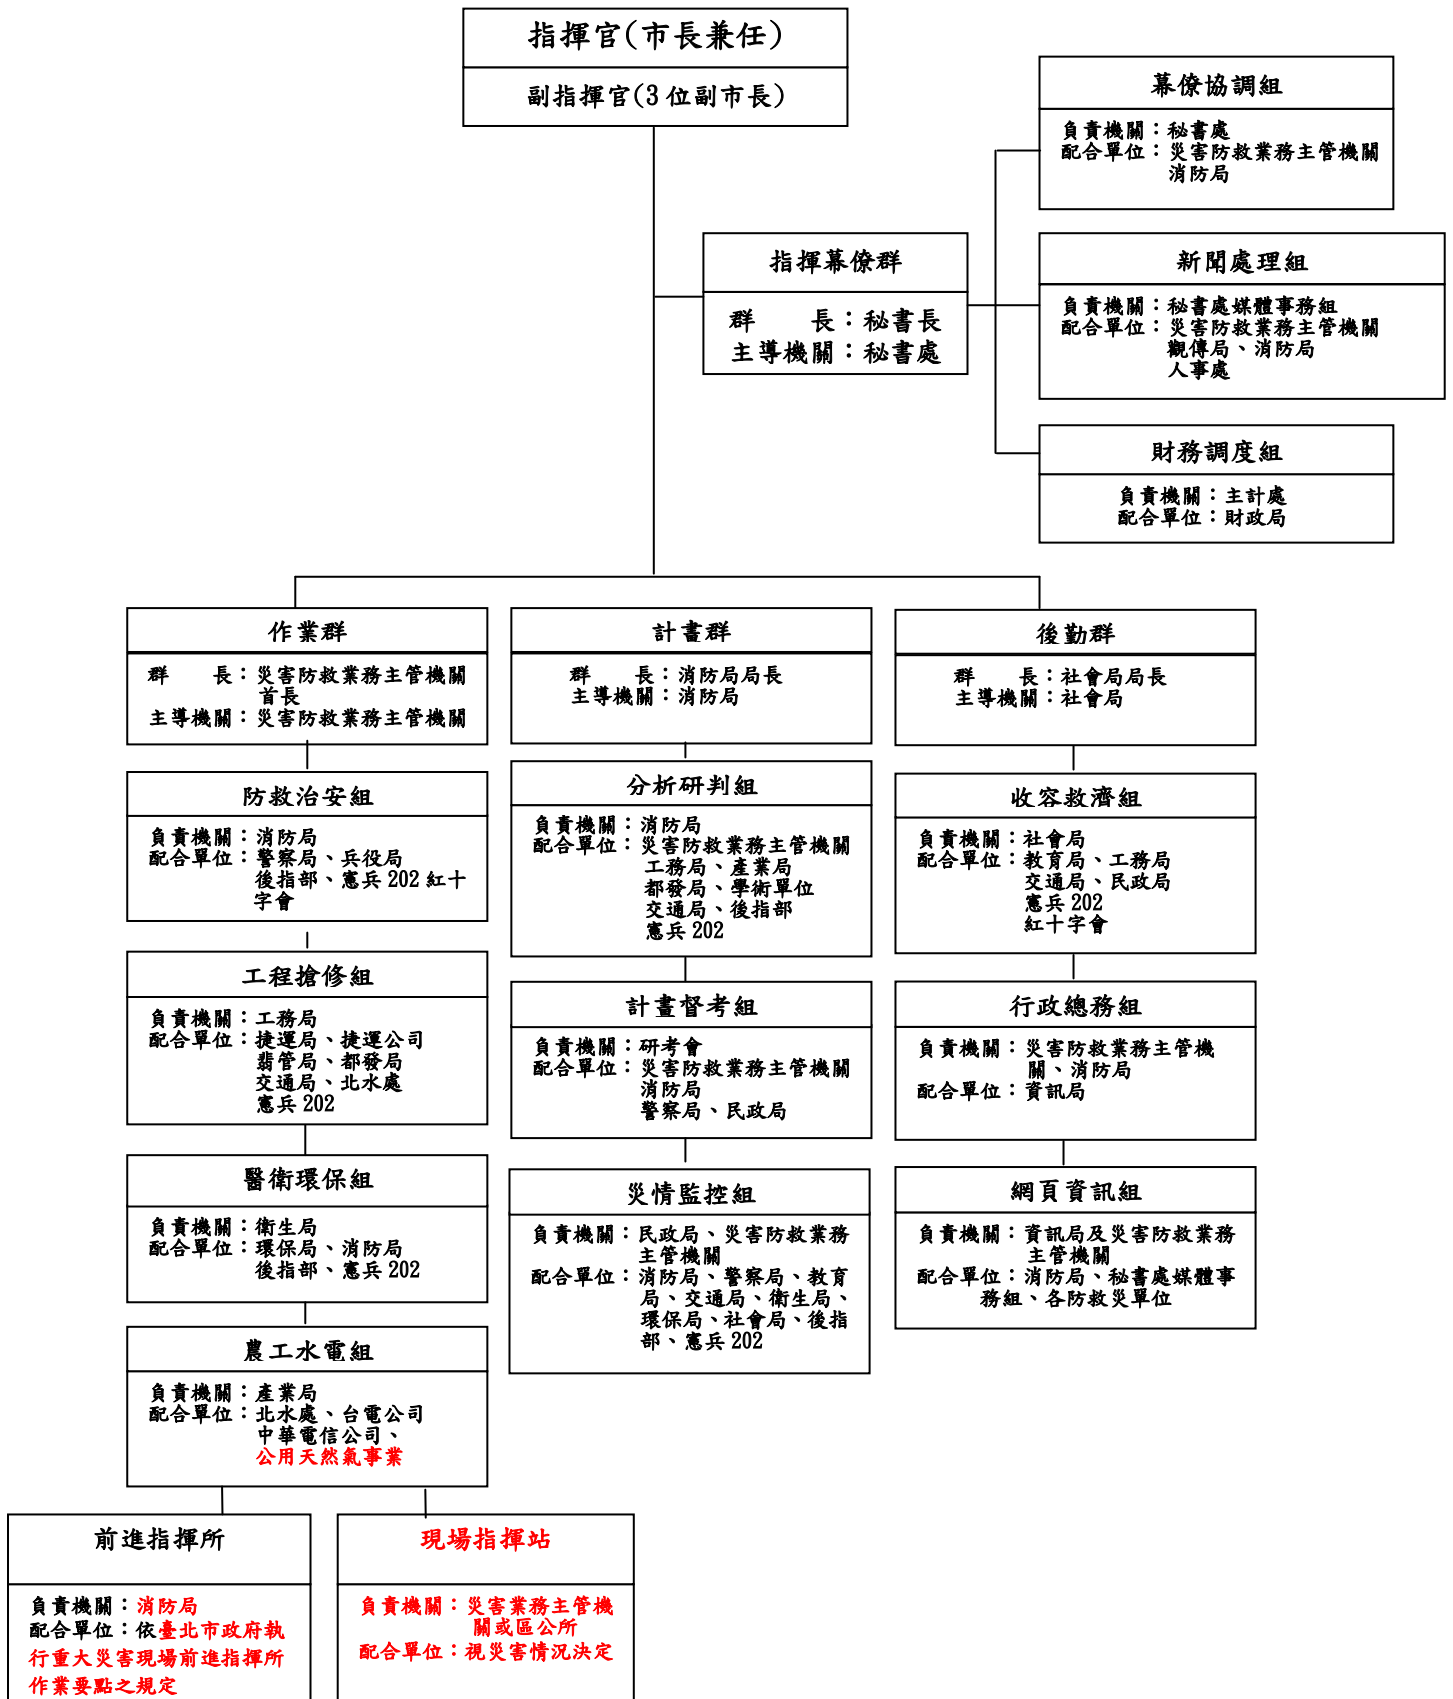 指揮官(市長兼任)
副指揮官(3位副市長)
幕僚協調組
負責機關：秘書處
配合單位：災害防救業務主管機關
消防局
指揮幕僚群
群　　長：秘書長
主導機關：秘書處
新聞處理組
負責機關：秘書處媒體事務組
配合單位：災害防救業務主管機關
觀傳局、消防局
人事處
財務調度組
負責機關：主計處
配合單位：財政局
作業群
群　　長：災害防救業務主管機關
首長
主導機關：災害防救業務主管機關
防救治安組
負責機關：消防局
配合單位：警察局、兵役局
後指部、憲兵202紅十
字會
工程搶修組
負責機關：工務局
配合單位：捷運局、捷運公司
翡管局、都發局
交通局、北水處
憲兵202
醫衛環保組
負責機關：衛生局
配合單位：環保局、消防局
後指部、憲兵202
農工水電組
負責機關：產業局
配合單位：北水處、台電公司
中華電信公司、
公用天然氣事業
前進指揮所
負責機關：消防局
配合單位：依臺北市政府執
行重大災害現場前進指揮所
作業要點之規定
現場指揮站
負責機關：災害業務主管機
關或區公所
配合單位：視災害情況決定
計畫群
群　　長：消防局局長
主導機關：消防局
分析研判組
負責機關：消防局
配合單位：災害防救業務主管機關
工務局、產業局
都發局、學術單位
交通局、後指部
憲兵202
計畫督考組
負責機關：研考會
配合單位：災害防救業務主管機關
消防局
警察局、民政局
災情監控組
負責機關：民政局、災害防救業務
主管機關
配合單位：消防局、警察局、教育
局、交通局、衛生局、
環保局、社會局、後指
部、憲兵202
後勤群
群　　長：社會局局長
主導機關：社會局
收容救濟組
負責機關：社會局
配合單位：教育局、工務局
交通局、民政局
憲兵202
紅十字會
行政總務組
負責機關：災害防救業務主管機
關、消防局
配合單位：資訊局
網頁資訊組
負責機關：資訊局及災害防救業務
主管機關
配合單位：消防局、秘書處媒體事
務組、各防救災單位